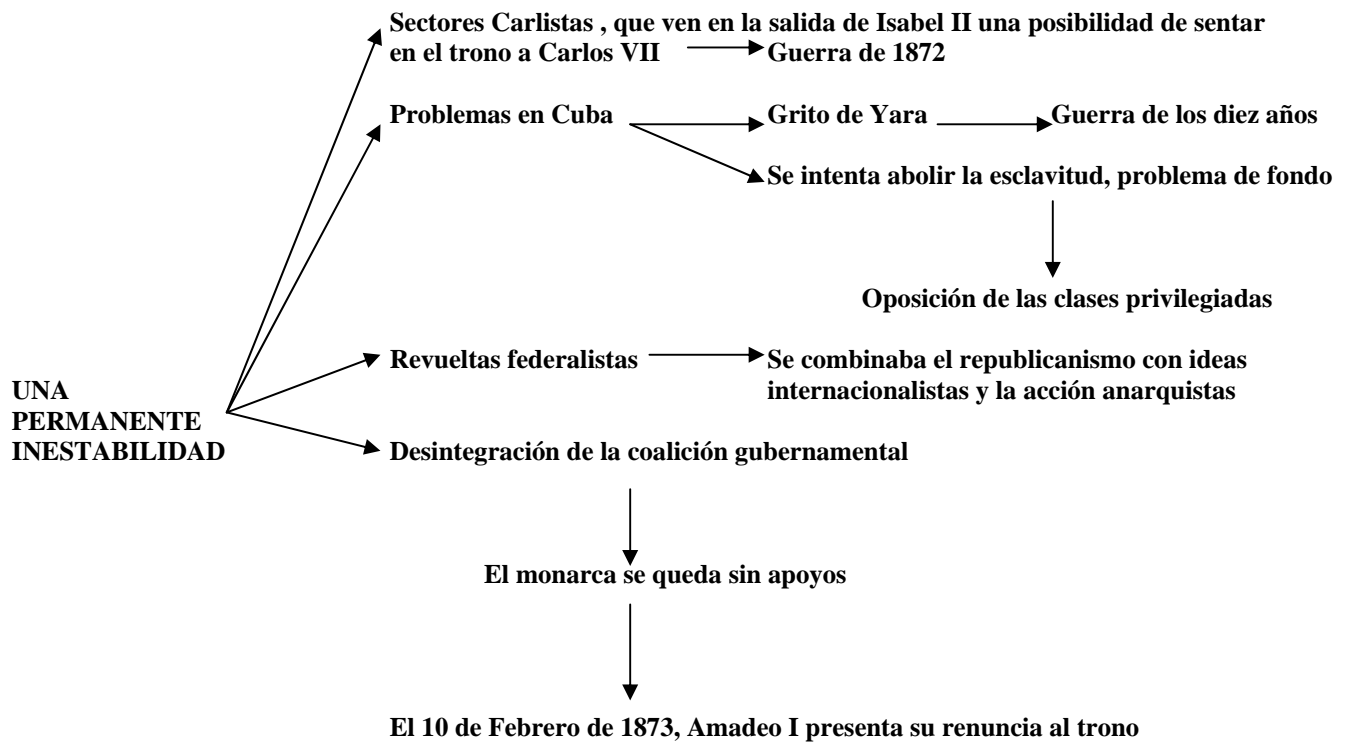 Sectores Carlistas , que ven en la salida de Isabel II una posibilidad de sentar
en el trono a Carlos VII Guerra de 1872
Problemas en Cuba Grito de Yara Guerra de los diez años
Se intenta abolir la esclavitud, problema de fondo
Oposición de las clases privilegiadas
Revueltas federalistas Se combinaba el republicanismo con ideas
internacionalistas y la acción anarquistas
UNA
PERMANENTE
INESTABILIDAD
Desintegración de la coalición gubernamental
El monarca se queda sin apoyos
El 10 de Febrero de 1873, Amadeo I presenta su renuncia al trono